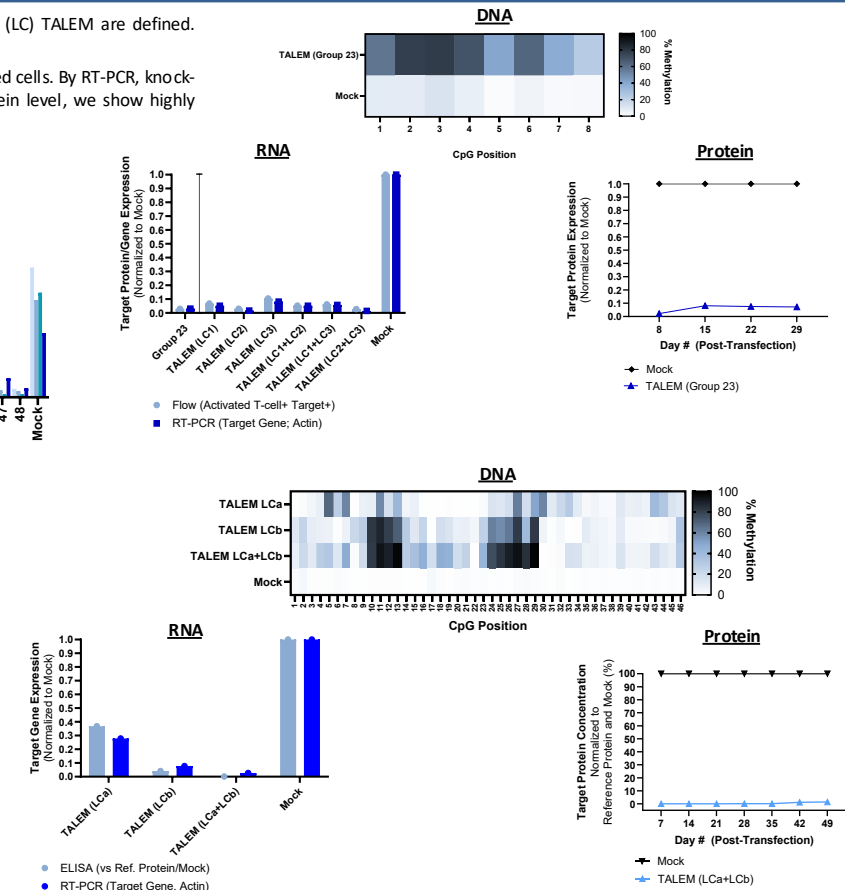 (LC) TALEM are defined.
ed cells. By RT-PCR, knock-
ein level, we show highly
47
48
Mock
DNA
TALEM (Group 23)
Mock
1 2 3 4 5 6 7 8
CpG Position
100
80
60
40
20
0
% Methylation
RNA
Target Protein/Gene Expression
(Normalized to Mock)
1.0
0.9
0.8
0.7
0.6
0.5
0.4
0.3
0.2
0.1
0.0
Group 23
TALEM (LC1)
TALEM (LC2)
TALEM (LC3)
TALEM (LC1+LC2)
TALEM (LC1+LC3)
TALEM (LC2+LC3)
Mock
Flow (Activated T-cell+ Target+)
RT-PCR (Target Gene; Actin)
Protein
Target Protein Expression
(Normalized to Mock)
1.0
0.9
0.8
0.7
0.6
0.5
0.4
0.3
0.2
0.1
0.0
8 15 22 29
Day # (Post-Transfection)
Mock
TALEM (Group 23)
DNA
TALEM LCa
TALEM LCb
TALEM LCa+LCb
Mock
1 2 3 4 5 6 7 8 9 10 11 12 13 14 15 16 17 18 19 20 21 22 23 24 25 26 27 28 29 30 31 32 33 34 35 36 37 38 39 40 41 42 43 44 45 46
CpG Position
100
80
60
40
20
0
% Methylation
RNA
Target Gene Expression
(Normalized to Mock)
1.0
0.9
0.8
0.7
0.6
0.5
0.4
0.3
0.2
0.1
0.0
TALEM (LCa)
TALEM (LCb)
TALEM (LCa+LCb)
Mock
ELISA (vs Ref. Protein/Mock)
RT-PCR (Target Gene, Actin)
Protein
Target Protein Concentration
Normalized to
Reference Protein and Mock (%)
100
90
80
70
60
50
40
30
20
10
0
7 14 21 28 35 42 49
Day # (Post-Transfection)
Mock
TALEM (LCa+LCb)